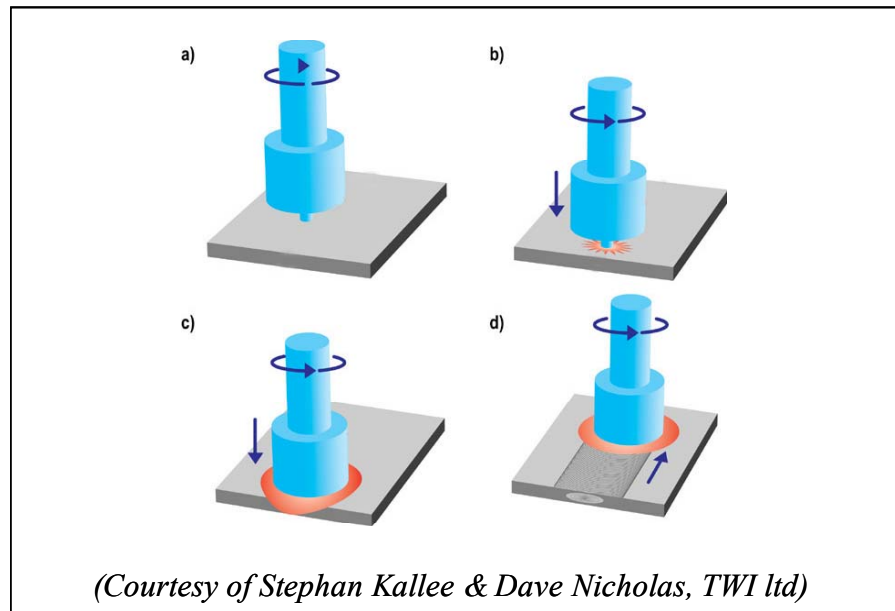 a)
b)
c)
d)
(Courtesy of Stephan Kallee & Dave Nicholas, TWI ltd)